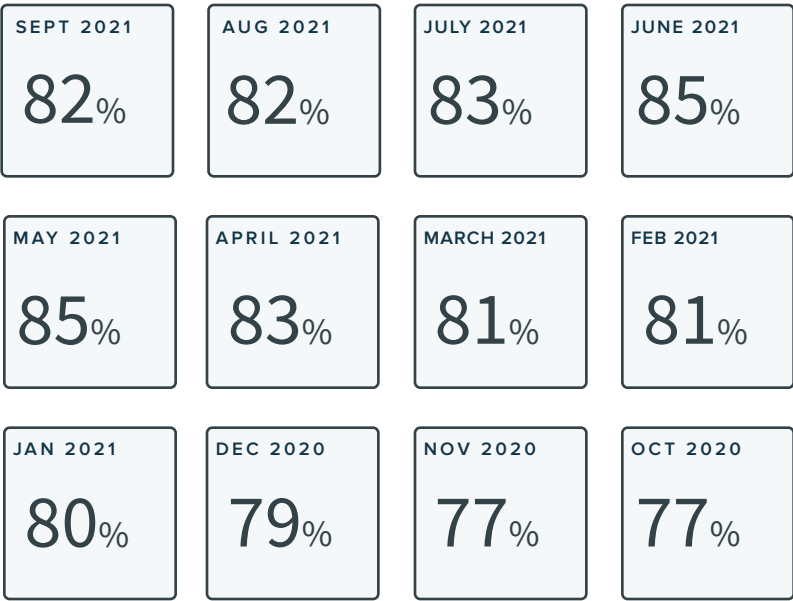 SEPT 2021
82%
AUG 2021
82%
JULY 2021
83%
JUNE 2021
85%
MAY 2021
85%
APRIL 2021
83%
MARCH 2021
81%
FEB 2021
81%
JAN 2021
80%
DEC 2020
79%
NOV 2020
77%
OCT 2020
77%